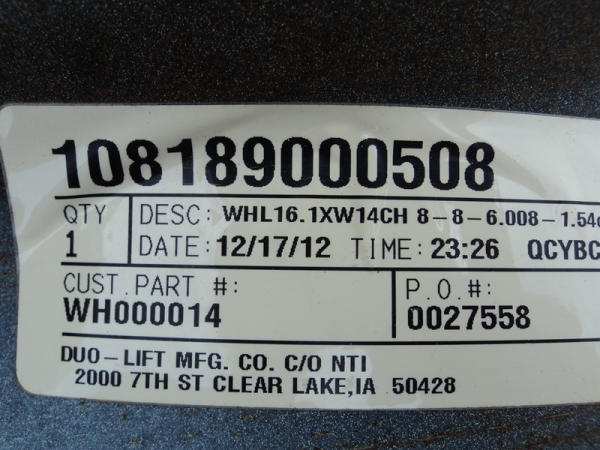 108189000508
QTY DESC: WHL16.1XW14CH 8-8-6.008-1.54
1 DATE: 12/17/12 TIME: 23:26 QCYBC
CUST.PART #: P.O.#:
WH000014 0027558
DUO-LIFT MFG. CO. C/O NTI
2000 7TH ST CLEAR LAKE,IA 50428